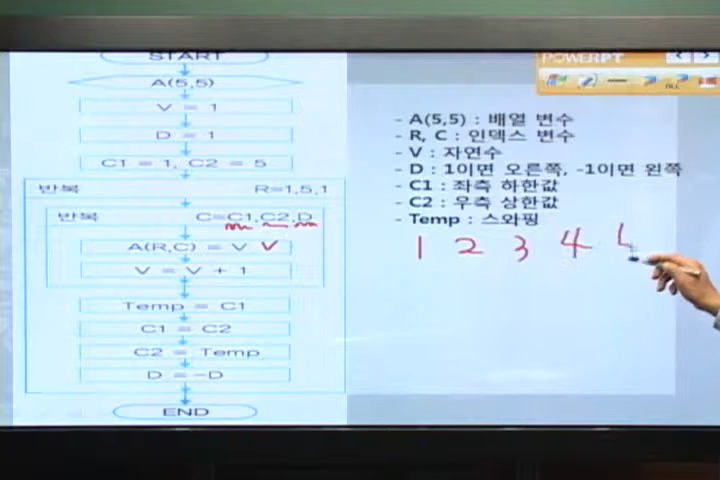 START
A(5,5)
V = 1
D = 1
C1 = 1, C2 = 5
반복 R=1,5,1
반복 C=C1,C2,D
A(R,C) = V V
V = V + 1
Temp = C1
C1 = C2
C2 = Temp
D = -D
END
POWERPT
ALL
- A(5,5) : 배열 변수
- R, C : 인덱스 변수
- V : 자연수
- D : 1이면 오른쪽, -1이면 왼쪽
- C1 : 좌측 하한값
- C2 : 우측 상한값
- Temp : 스와핑
1 2 3 4